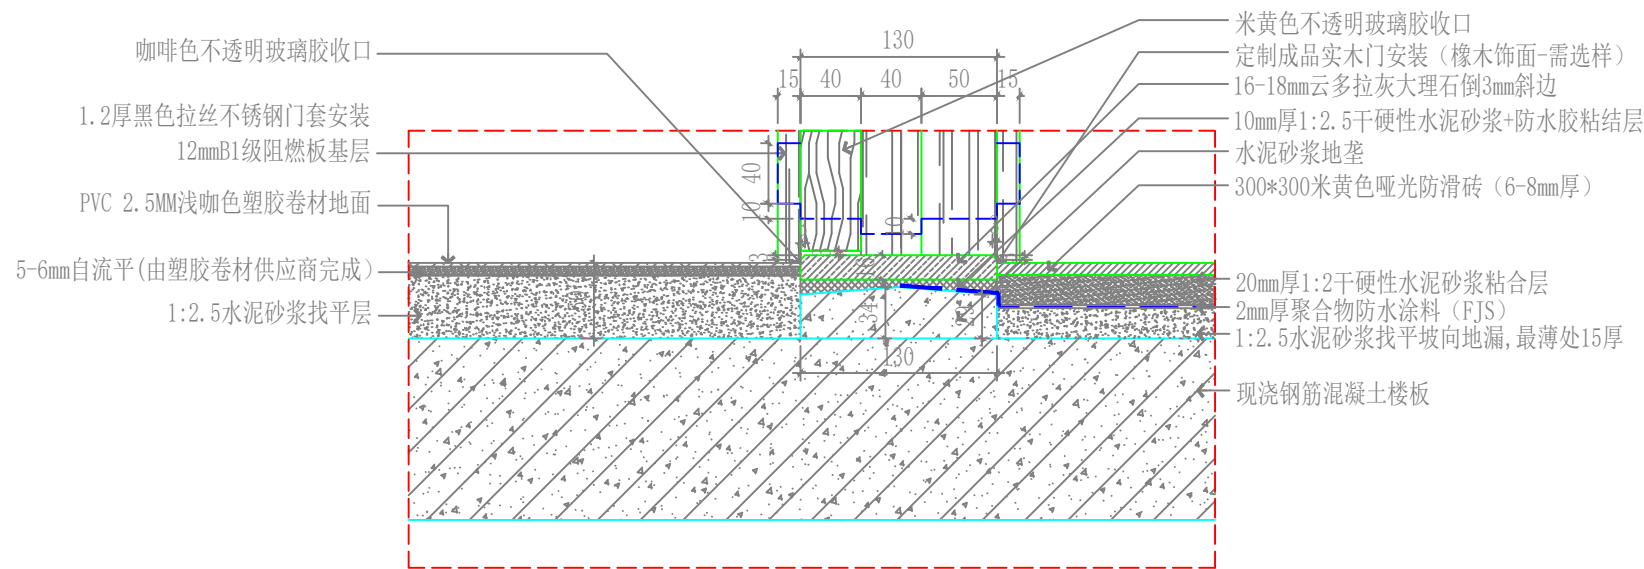 咖啡色不透明玻璃胶收口
1.2厚黑色拉丝不锈钢门套安装
12mmB1级阻燃板基层
PVC 2.5MM浅咖色塑胶卷材地面
5-6mm自流平(由塑胶卷材供应商完成）
1:2.5水泥砂浆找平层
130
15 40 40 50 15
40
10
10
34
130
米黄色不透明玻璃胶收口
定制成品实木门安装（橡木饰面-需选样）
16-18mm云多拉灰大理石倒3mm斜边
10mm厚1:2.5干硬性水泥砂浆+防水胶粘结层
水泥砂浆地垄
300*300米黄色哑光防滑砖（6-8mm厚）
20mm厚1:2干硬性水泥砂浆粘合层
2mm厚聚合物防水涂料（FJS）
1:2.5水泥砂浆找平坡向地漏,最薄处15厚
现浇钢筋混凝土楼板